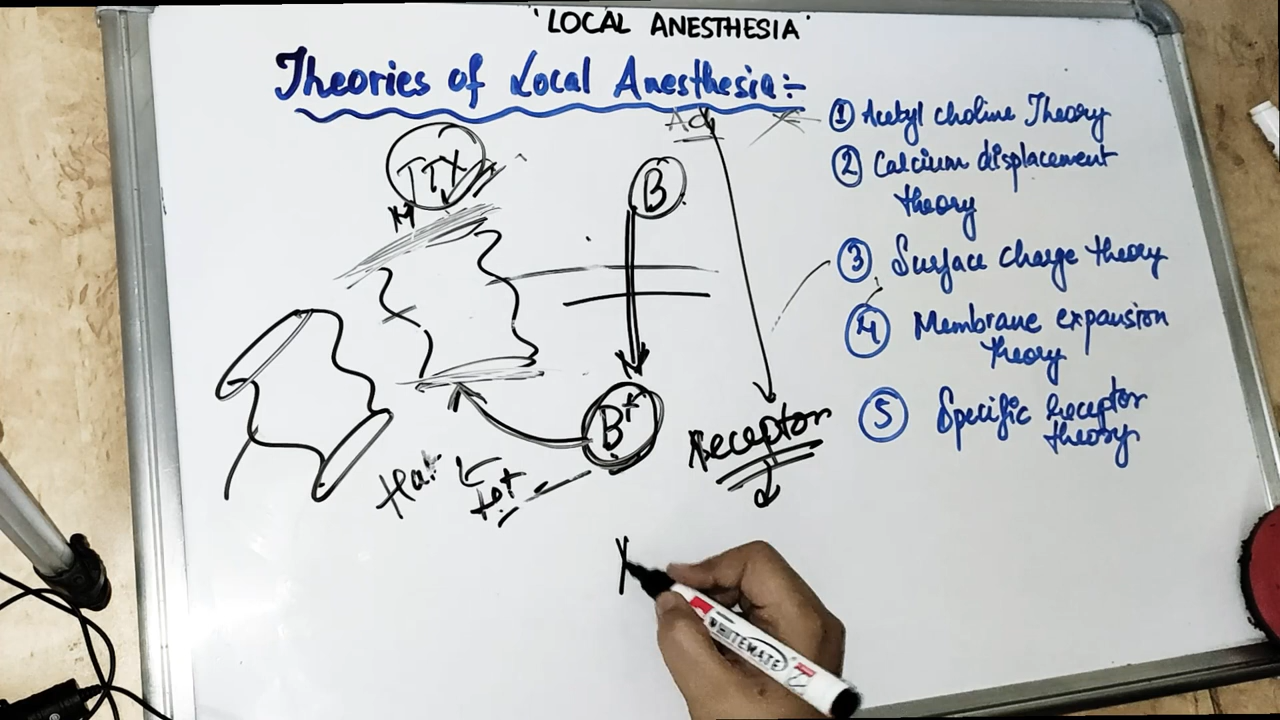 'LOCAL ANESTHESIA'
Theories of Local Anesthesia:-
① Acetyl choline Theory
② Calcium displacement
theory
③ Surface charge theory
④ Membrane expansion
theory
⑤ Specific receptor
theory
TTX
B
B+
Receptor
WHITEMATE